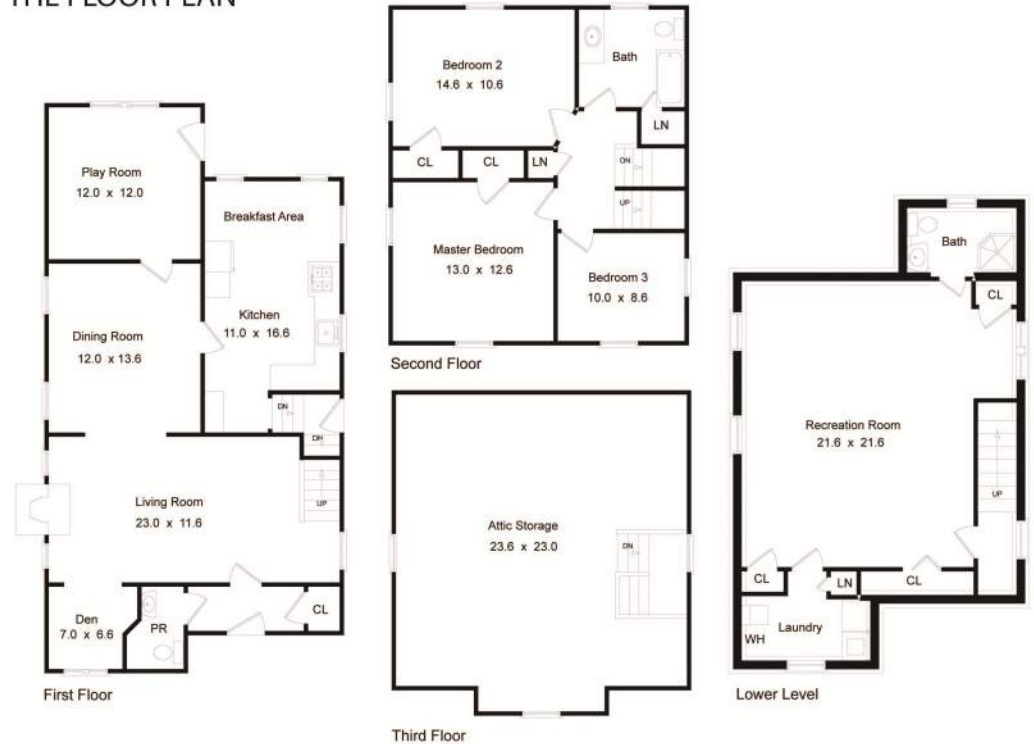 THE FLOOR PLAN
Play Room
12.0 x 12.0
Breakfast Area
Dining Room
12.0 x 13.6
Kitchen
11.0 x 16.6
DN
DN
Living Room
23.0 x 11.6
UP
Den
7.0 x 6.6
PR
CL
First Floor
Bedroom 2
14.6 x 10.6
Bath
LN
CL
CL
LN
DN
UP
Master Bedroom
13.0 x 12.6
Bedroom 3
10.0 x 8.6
Second Floor
Attic Storage
23.6 x 23.0
DN
Third Floor
Bath
CL
Recreation Room
21.6 x 21.6
UP
CL
LN
CL
WH
Laundry
Lower Level